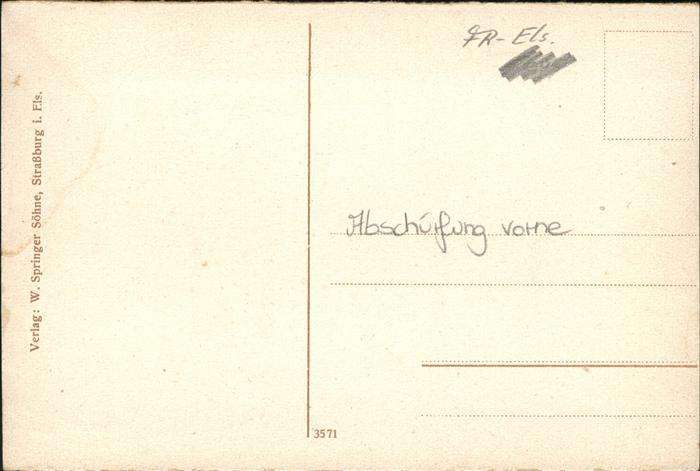 FR-Els.
Verlag: W. Springer Söhne, Straßburg i. Els.
Abschürfung vorne
3571